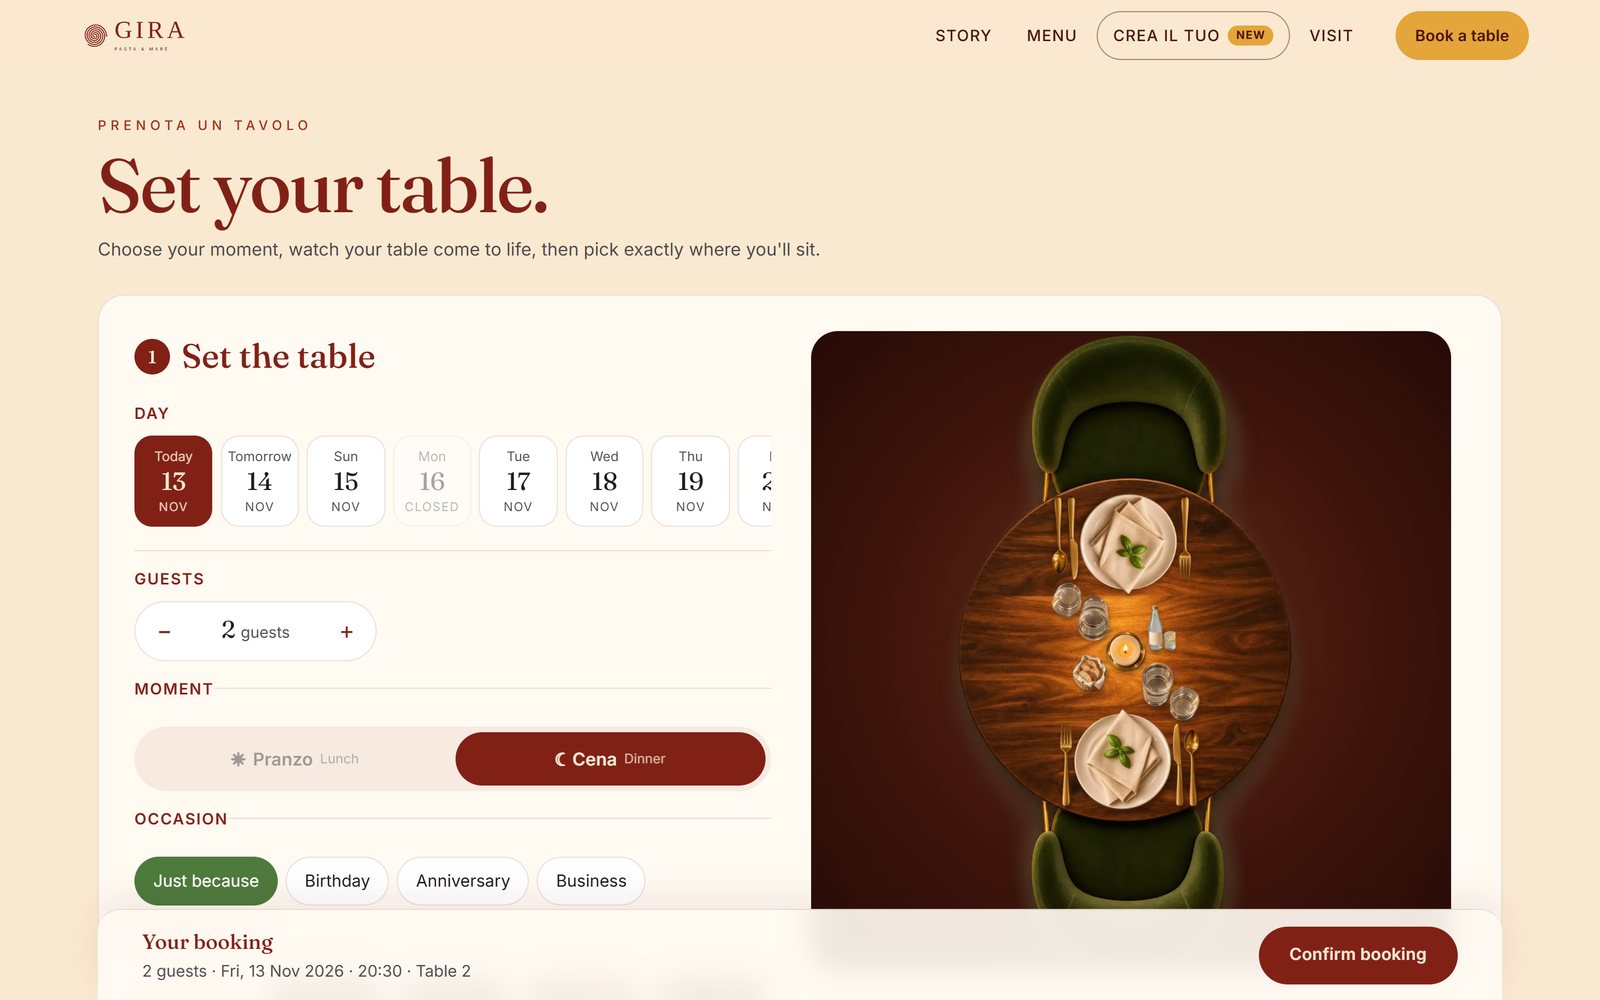 GIRA
PASTA & MARE
STORY MENU CREA IL TUO NEW VISIT Book a table
PRENOTA UN TAVOLO
Set your table.
Choose your moment, watch your table come to life, then pick exactly where you'll sit.
1 Set the table
DAY
Today Tomorrow Sun Mon Tue Wed Thu
13 14 15 16 17 18 19
NOV NOV NOV CLOSED NOV NOV NOV
GUESTS
− 2 guests +
MOMENT
Pranzo Lunch Cena Dinner
OCCASION
Just because Birthday Anniversary Business
Your booking
2 guests · Fri, 13 Nov 2026 · 20:30 · Table 2
Confirm booking